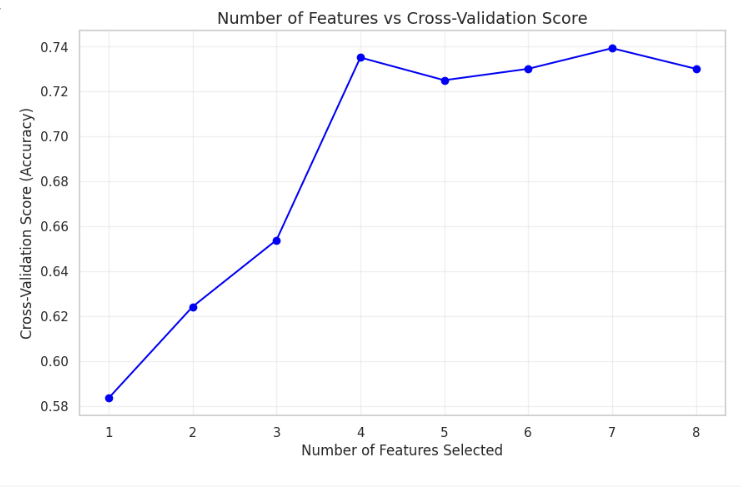 Number of Features vs Cross-Validation Score
Cross-Validation Score (Accuracy)
0.74
0.72
0.70
0.68
0.66
0.64
0.62
0.60
0.58
1 2 3 4 5 6 7 8
Number of Features Selected